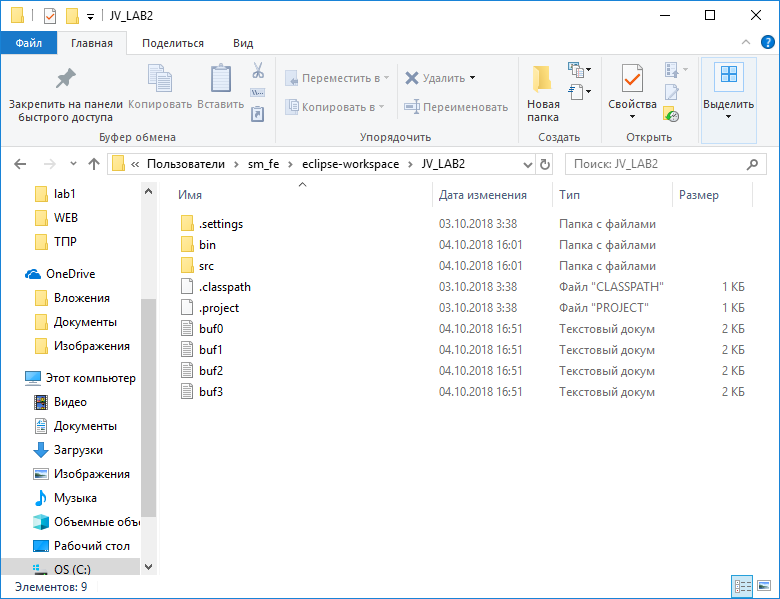 JV_LAB2
Файл Главная Поделиться Вид
Закрепить на панели быстрого доступа
Копировать
Вставить
Переместить в
Копировать в
Удалить
Переименовать
Новая папка
Свойства
Выделить
Буфер обмена Упорядочить Создать Открыть
« Пользователи > sm_fe > eclipse-workspace > JV_LAB2
Поиск: JV_LAB2
lab1
WEB
ТПР
OneDrive
Вложения
Документы
Изображения
Этот компьютер
Видео
Документы
Загрузки
Изображения
Музыка
Объемные объ
Рабочий стол
OS (C:)
Имя Дата изменения Тип Размер
.settings 03.10.2018 3:38 Папка с файлами
bin 04.10.2018 16:01 Папка с файлами
src 04.10.2018 16:01 Папка с файлами
.classpath 03.10.2018 3:38 Файл "CLASSPATH" 1 КБ
.project 03.10.2018 3:38 Файл "PROJECT" 1 КБ
buf0 04.10.2018 16:51 Текстовый докум 2 КБ
buf1 04.10.2018 16:51 Текстовый докум 2 КБ
buf2 04.10.2018 16:51 Текстовый докум 2 КБ
buf3 04.10.2018 16:51 Текстовый докум 2 КБ
Элементов: 9